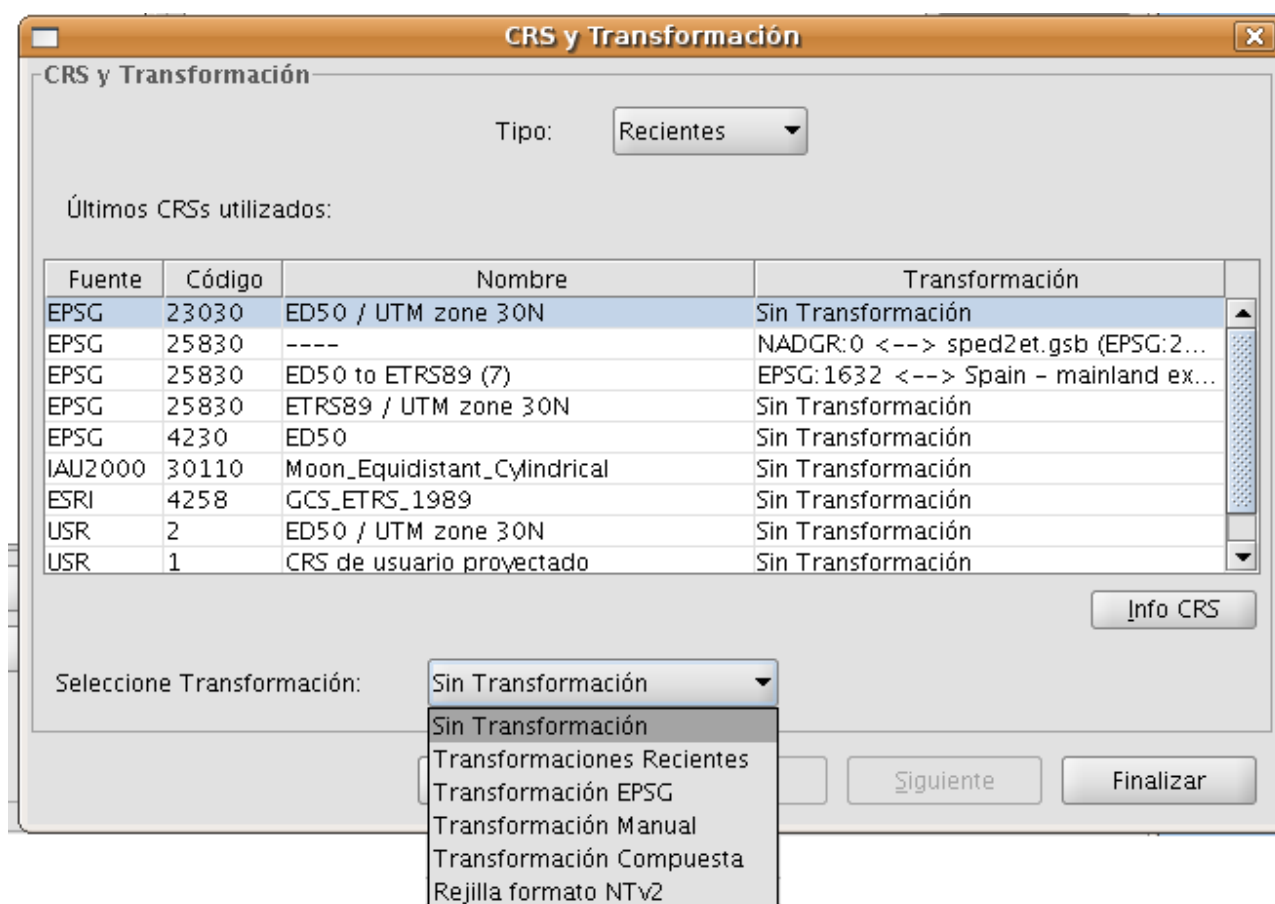 CRS y Transformación
CRS y Transformación
Tipo: Recientes
Últimos CRSs utilizados:
Fuente Código Nombre Transformación
EPSG 23030 ED50 / UTM zone 30N Sin Transformación
EPSG 25830 ---- NADGR:0 <--> sped2et.gsb (EPSG:2...
EPSG 25830 ED50 to ETRS89 (7) EPSG:1632 <--> Spain – mainland ex...
EPSG 25830 ETRS89 / UTM zone 30N Sin Transformación
EPSG 4230 ED50 Sin Transformación
IAU2000 30110 Moon_Equidistant_Cylindrical Sin Transformación
ESRI 4258 GCS_ETRS_1989 Sin Transformación
USR 2 ED50 / UTM zone 30N Sin Transformación
USR 1 CRS de usuario proyectado Sin Transformación
Info CRS
Seleccione Transformación: Sin Transformación
Sin Transformación
Transformaciones Recientes
Transformación EPSG
Siguiente Finalizar
Transformación Manual
Transformación Compuesta
Rejilla formato NTv2